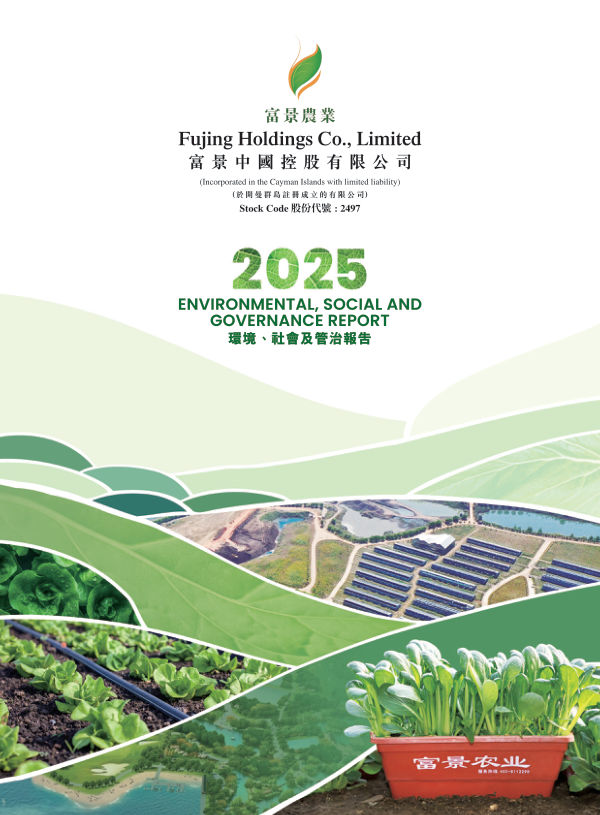 富景農業
Fujing Holdings Co., Limited
富景中國控股有限公司
(Incorporated in the Cayman Islands with limited liability)
(於開曼群島註冊成立的有限公司)
Stock Code 股份代號 : 2497
2025
ENVIRONMENTAL, SOCIAL AND
GOVERNANCE REPORT
環境、社會及管治報告
富景农业